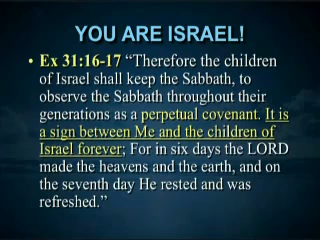 YOU ARE ISRAEL!
• Ex 31:16-17 “Therefore the children
of Israel shall keep the Sabbath, to
observe the Sabbath throughout their
generations as a perpetual covenant. It is
a sign between Me and the children of
Israel forever; For in six days the LORD
made the heavens and the earth, and on
the seventh day He rested and was
refreshed.”